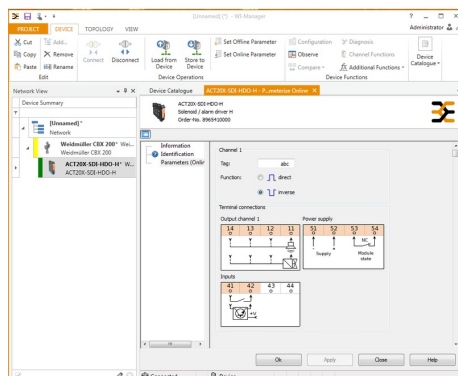 [Unnamed] (*) - WI-Manager
Administrator
PROJECT DEVICE TOPOLOGY VIEW
Cut
Copy
Paste
Add...
Remove
Rename
Edit
Connect
Disconnect
Load from Device
Store to Device
Set Offline Parameter
Set Online Parameter
Device Operations
Configuration
Observe
Compare
Diagnosis
Channel Functions
Additional Functions
Device Functions
Device Catalogue
Network View
Device Summary
[Unnamed]*
Network
Weidmüller CBX 200* Wei...
Weidmüller CBX 200
ACT20X-SDI-HDO-H* W...
ACT20X-SDI-HDO-H
Device Catalogue
ACT20X-SDI-HDO-H - P...meterize Online
ACT20X-SDI-HDO-H
Solenoid / alarm driver H
Order-No. 8965410000
Information
Identification
Parameters (Onlin
Channel 1
Tag: abc
Function: direct
inverse
Terminal connections
Output channel 1 Power supply
14 13 12 11 51 52 53 54
NC
Supply Module state
Inputs
41 42 43 44
+V
Ok Apply Close Help